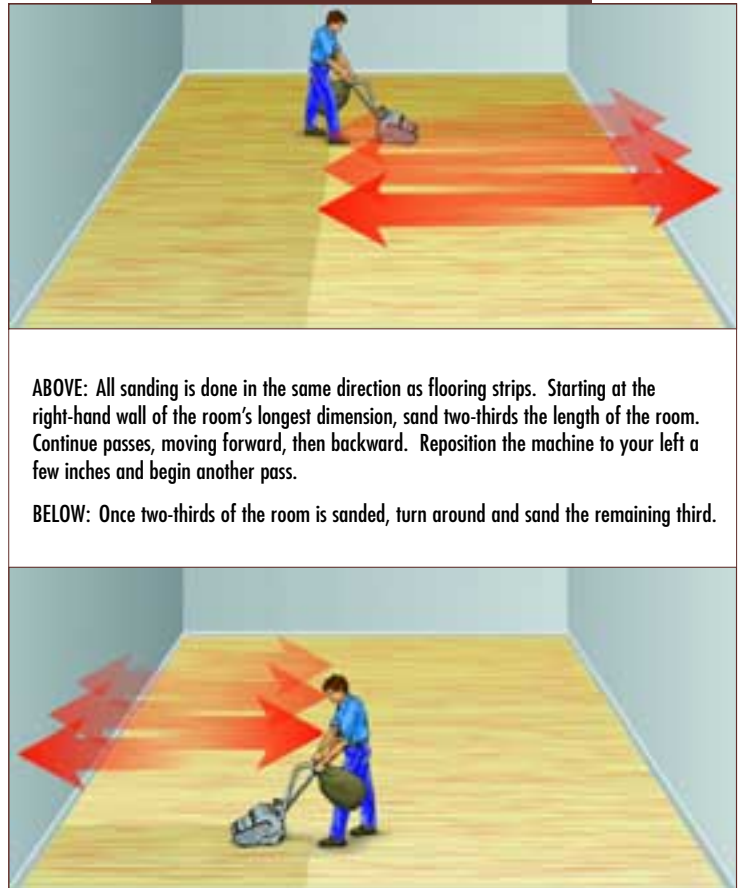 ABOVE: All sanding is done in the same direction as flooring strips. Starting at the
right-hand wall of the room’s longest dimension, sand two-thirds the length of the room.
Continue passes, moving forward, then backward. Reposition the machine to your left a
few inches and begin another pass.
BELOW: Once two-thirds of the room is sanded, turn around and sand the remaining third.